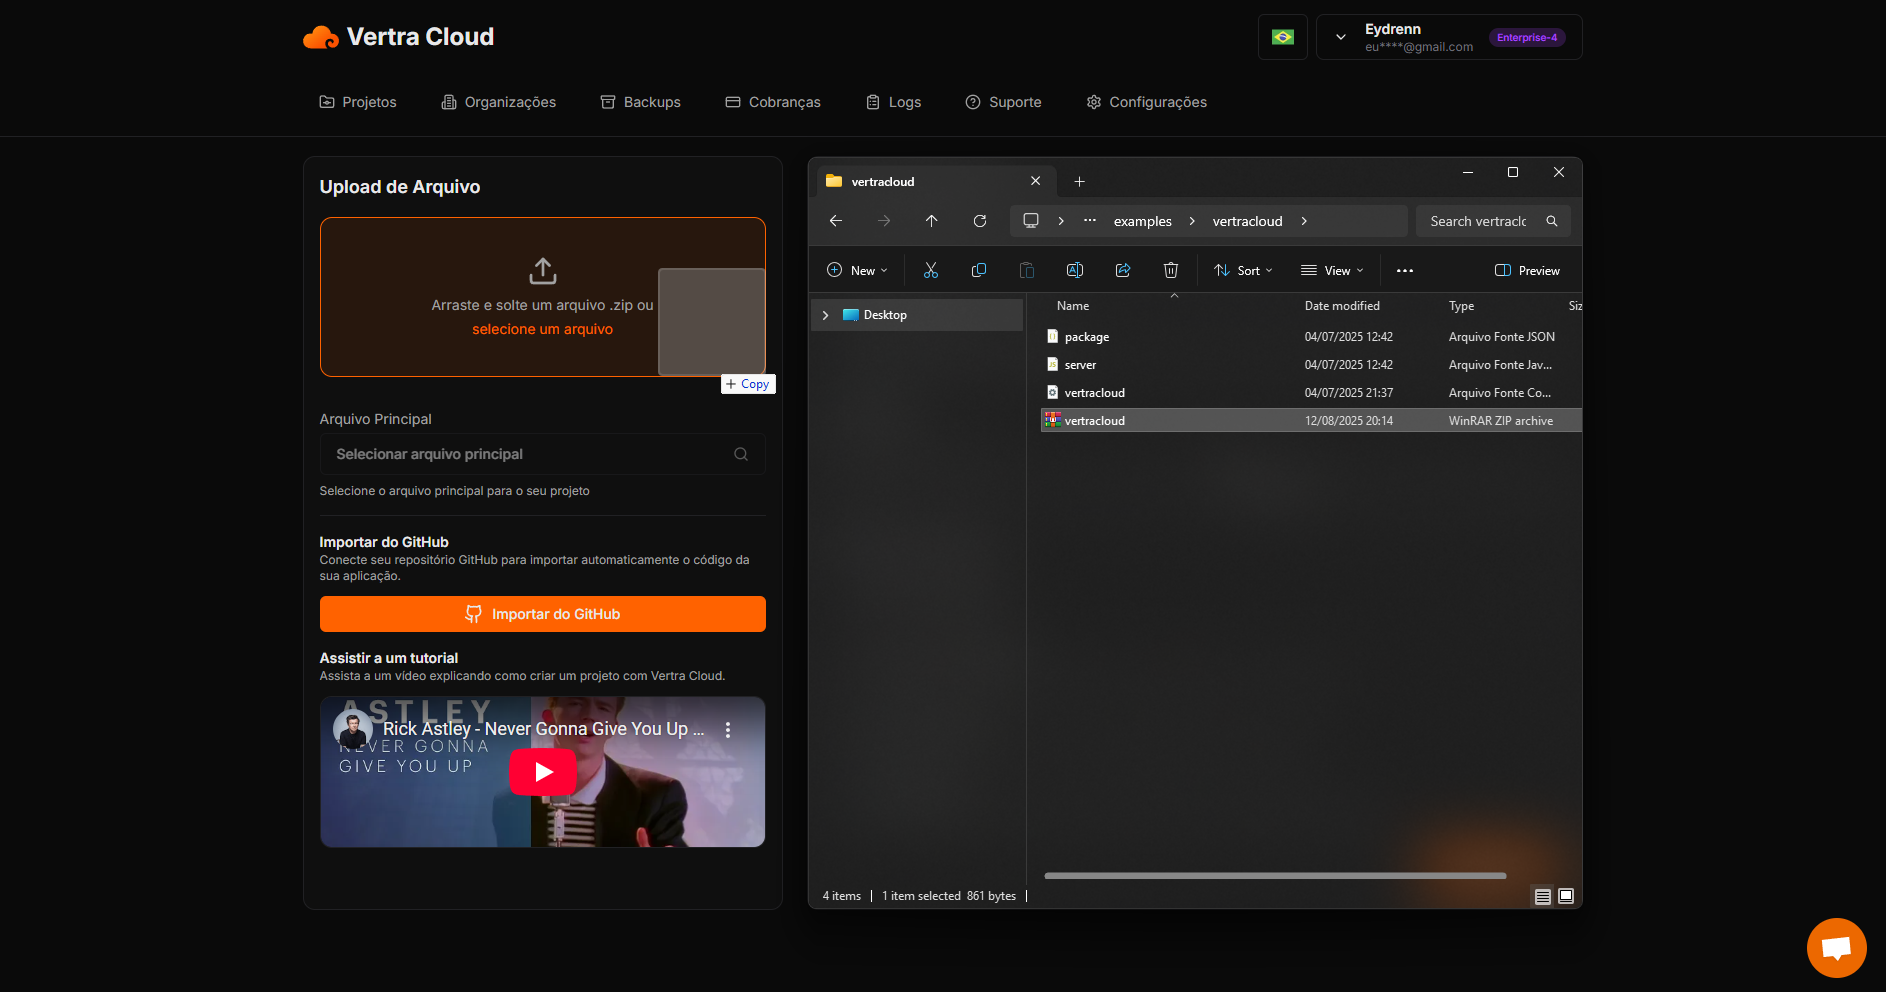 Vertra Cloud
Eydrenn
eu****@gmail.com
Enterprise-4
Projetos
Organizações
Backups
Cobranças
Logs
Suporte
Configurações
Upload de Arquivo
Arraste e solte um arquivo .zip ou
selecione um arquivo
+ Copy
Arquivo Principal
Selecionar arquivo principal
Selecione o arquivo principal para o seu projeto
Importar do GitHub
Conecte seu repositório GitHub para importar automaticamente o código da
sua aplicação.
Importar do GitHub
Assistir a um tutorial
Assista a um vídeo explicando como criar um projeto com Vertra Cloud.
ASTLEY
Rick Astley - Never Gonna Give You Up ...
NEVER GONNA
GIVE YOU UP
vertracloud
examples
vertracloud
Search vertraclc
New
Sort
View
Preview
Desktop
Name Date modified Type Siz
package 04/07/2025 12:42 Arquivo Fonte JSON
server 04/07/2025 12:42 Arquivo Fonte Jav...
vertracloud 04/07/2025 21:37 Arquivo Fonte Co...
vertracloud 12/08/2025 20:14 WinRAR ZIP archive
4 items 1 item selected 861 bytes